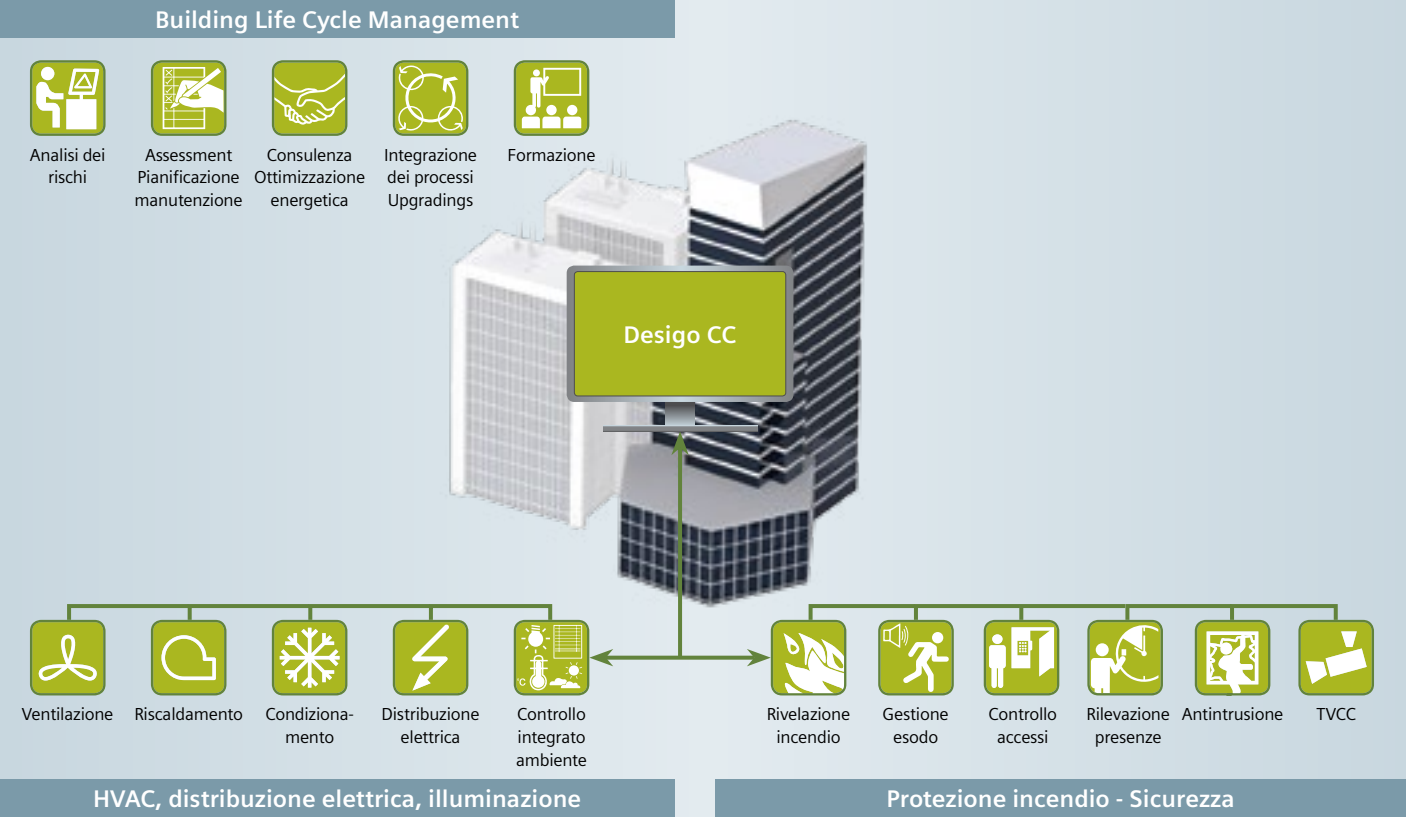 Building Life Cycle Management
Analisi dei
rischi
Assessment
Pianificazione
manutenzione
Consulenza
Ottimizzazione
energetica
Integrazione
dei processi
Upgradings
Formazione
Desigo CC
°C
Ventilazione
Riscaldamento
Condiziona-
mento
Distribuzione
elettrica
Controllo
integrato
ambiente
Rivelazione
incendio
Gestione
esodo
Controllo
accessi
Rilevazione
presenze
Antintrusione
TVCC
HVAC, distribuzione elettrica, illuminazione
Protezione incendio - Sicurezza